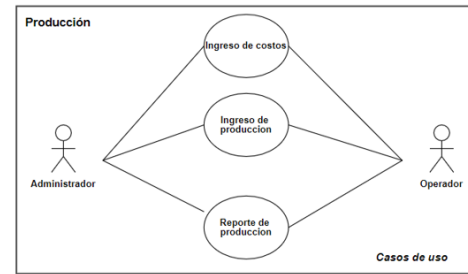 Producción
Ingreso de costos
Ingreso de
produccion
Administrador
Operador
Reporte de
produccion
Casos de uso